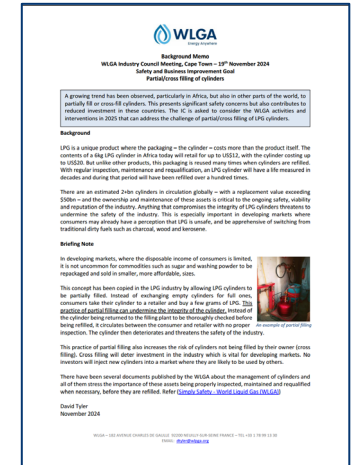 WLGA
Energy Anywhere
Background Memo
WLGA Industry Council Meeting, Cape Town – 19th November 2024
Safety and Business Improvement Goal
Partial/cross filling of cylinders
A growing trend has been observed, particularly in Africa, but also in other parts of the world, to
partially fill or cross-fill cylinders. This presents significant safety concerns but also contributes to
reduced investment in these countries. The IC is asked to consider the WLGA activities and
interventions in 2025 that can address the challenge of partial/cross filling of LPG cylinders.
Background
LPG is a unique product where the packaging – the cylinder – costs more than the product itself. The
contents of a 6kg LPG cylinder in Africa today will retail for up to US$12, with the cylinder costing up
to US$20. But unlike other products, this packaging is reused many times when cylinders are refilled.
With regular inspection, maintenance and requalification, an LPG cylinder will have a life measured in
decades and during that period will have been refilled over a hundred times.
There are an estimated 2+bn cylinders in circulation globally – with a replacement value exceeding
$50bn – and the ownership and maintenance of these assets is critical to the ongoing safety, viability
and reputation of the industry. Anything that compromises the integrity of LPG cylinders threatens to
undermine the safety of the industry. This is especially important in developing markets where
consumers may already have a perception that LPG is unsafe, and be apprehensive of switching from
traditional dirty fuels such as charcoal, wood and kerosene.
Briefing Note
In developing markets, where the disposable income of consumers is limited,
it is not uncommon for commodities such as sugar and washing powder to be
repackaged and sold in smaller, more affordable, sizes.
This concept has been copied in the LPG industry by allowing LPG cylinders to
be partially filled. Instead of exchanging empty cylinders for full ones,
consumers take their cylinder to a retailer and buy a few grams of LPG. This
practice of partial filling can undermine the integrity of the cylinder. Instead of
the cylinder being returned to the filling plant to be thoroughly checked before
being refilled, it circulates between the consumer and retailer with no proper
An example of partial filling
inspection. The cylinder then deteriorates and threatens the safety of the industry.
This practice of partial filling also increases the risk of cylinders not being filled by their owner (cross
filling). Cross filling will deter investment in the industry which is vital for developing markets. No
investors will inject new cylinders into a market where they are likely to be used by others.
There have been several documents published by the WLGA about the management of cylinders and
all of them stress the importance of these assets being properly inspected, maintained and requalified
when necessary, before they are refilled. Refer (Simply Safety - World Liquid Gas (WLGA))
David Tyler
November 2024
WLGA – 182 AVENUE CHARLES DE GAULLE 92200 NEUILLY-SUR-SEINE FRANCE – TEL +33 1 78 99 13 30
EMAIL: dtyler@wlpga.org